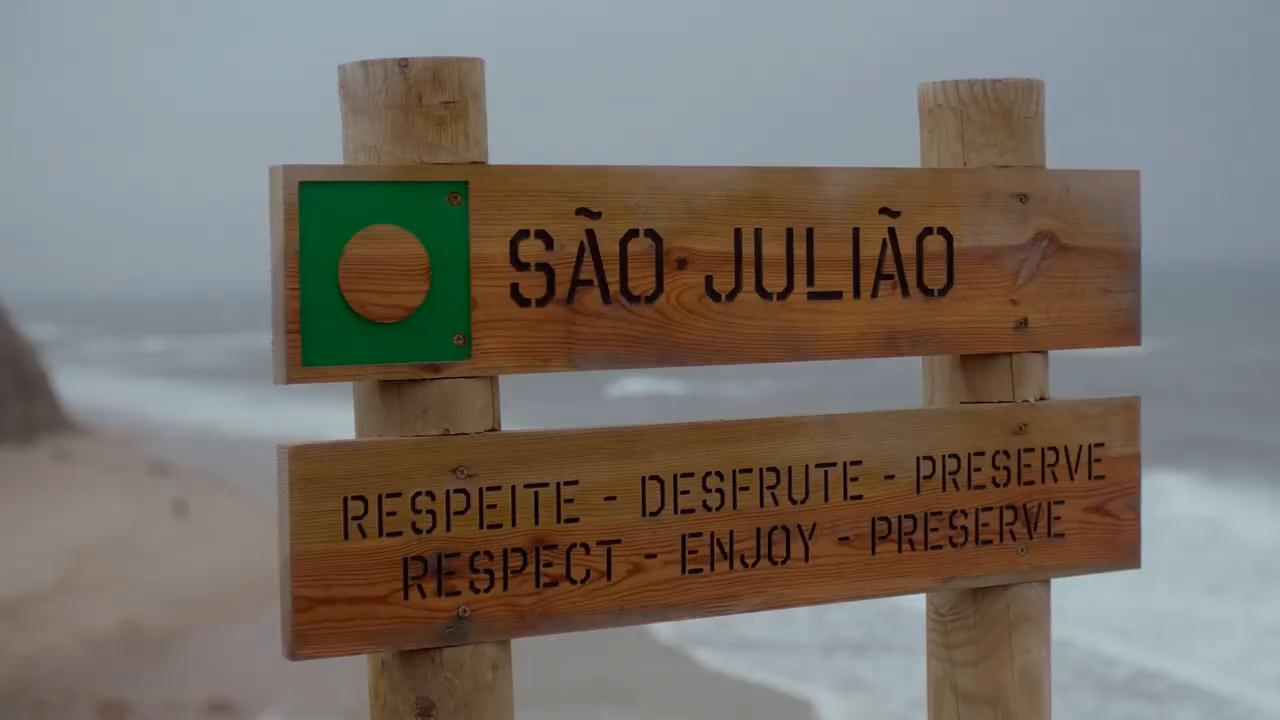 SÃO JULIÃO
RESPEITE - DESFRUTE - PRESERVE
RESPECT - ENJOY - PRESERVE